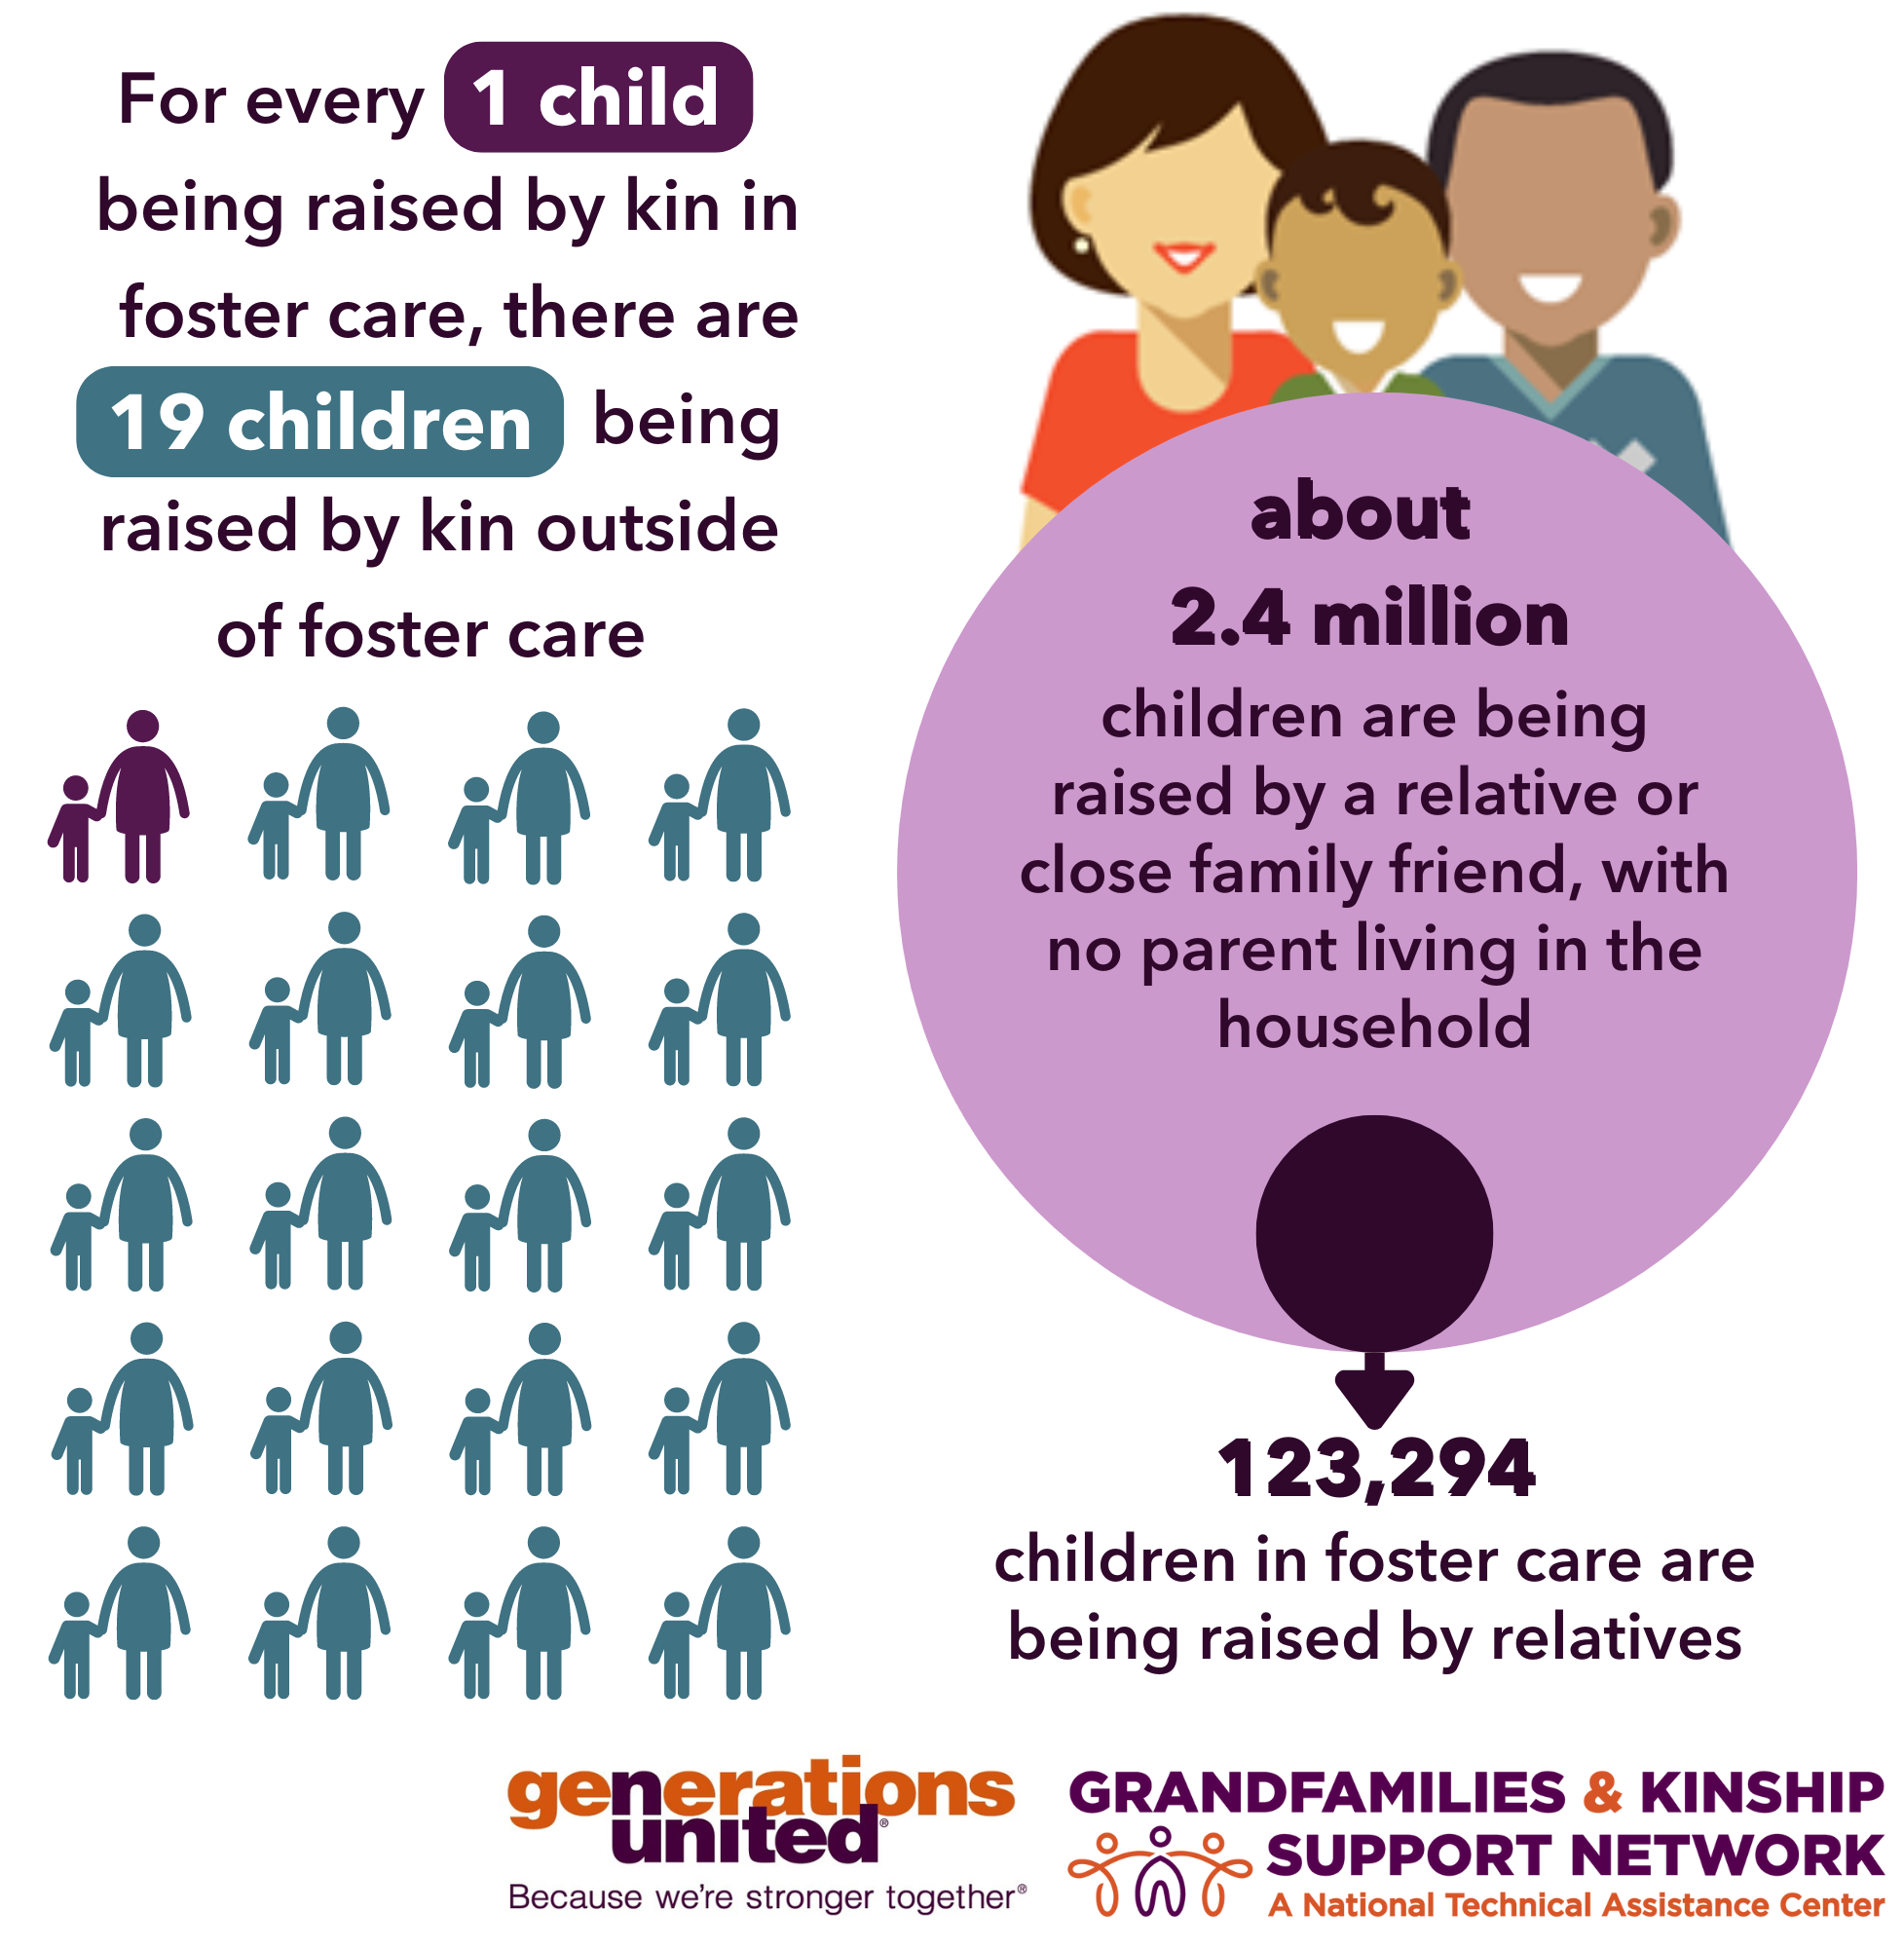 For every 1 child
being raised by kin in
foster care, there are
19 children being
raised by kin outside
of foster care
about
2.4 million
children are being
raised by a relative or
close family friend, with
no parent living in the
household
123,294
children in foster care are
being raised by relatives
generations
united®
Because we're stronger together®
GRANDFAMILIES & KINSHIP
SUPPORT NETWORK
A National Technical Assistance Center